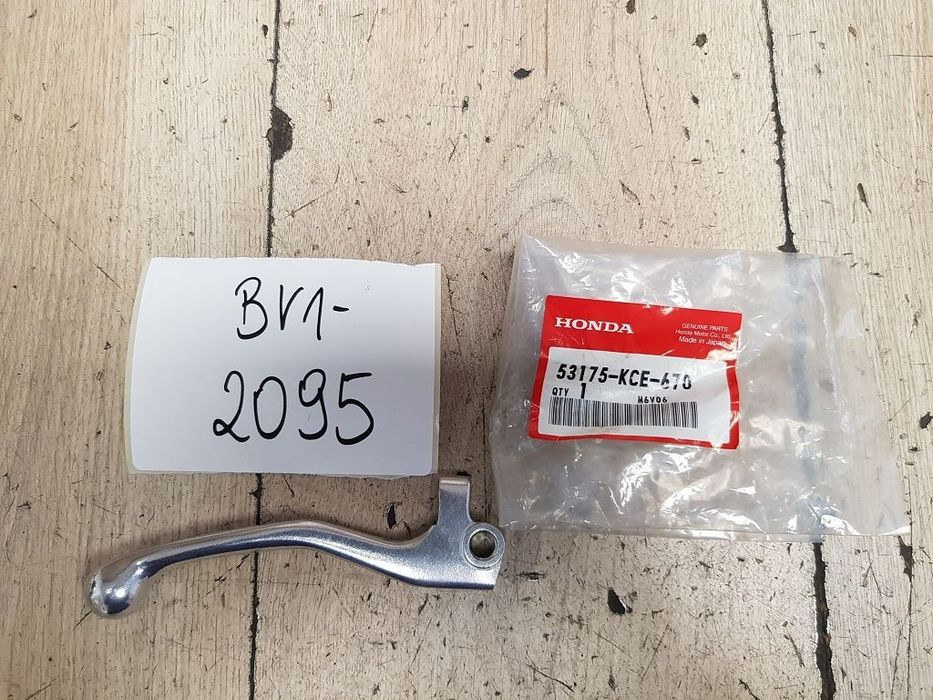 BV1-
2095
HONDA
GENUINE PARTS
Honda Motor Co., Ltd.
Made in Japan
53175-KCE-670
QTY 1 M6V06